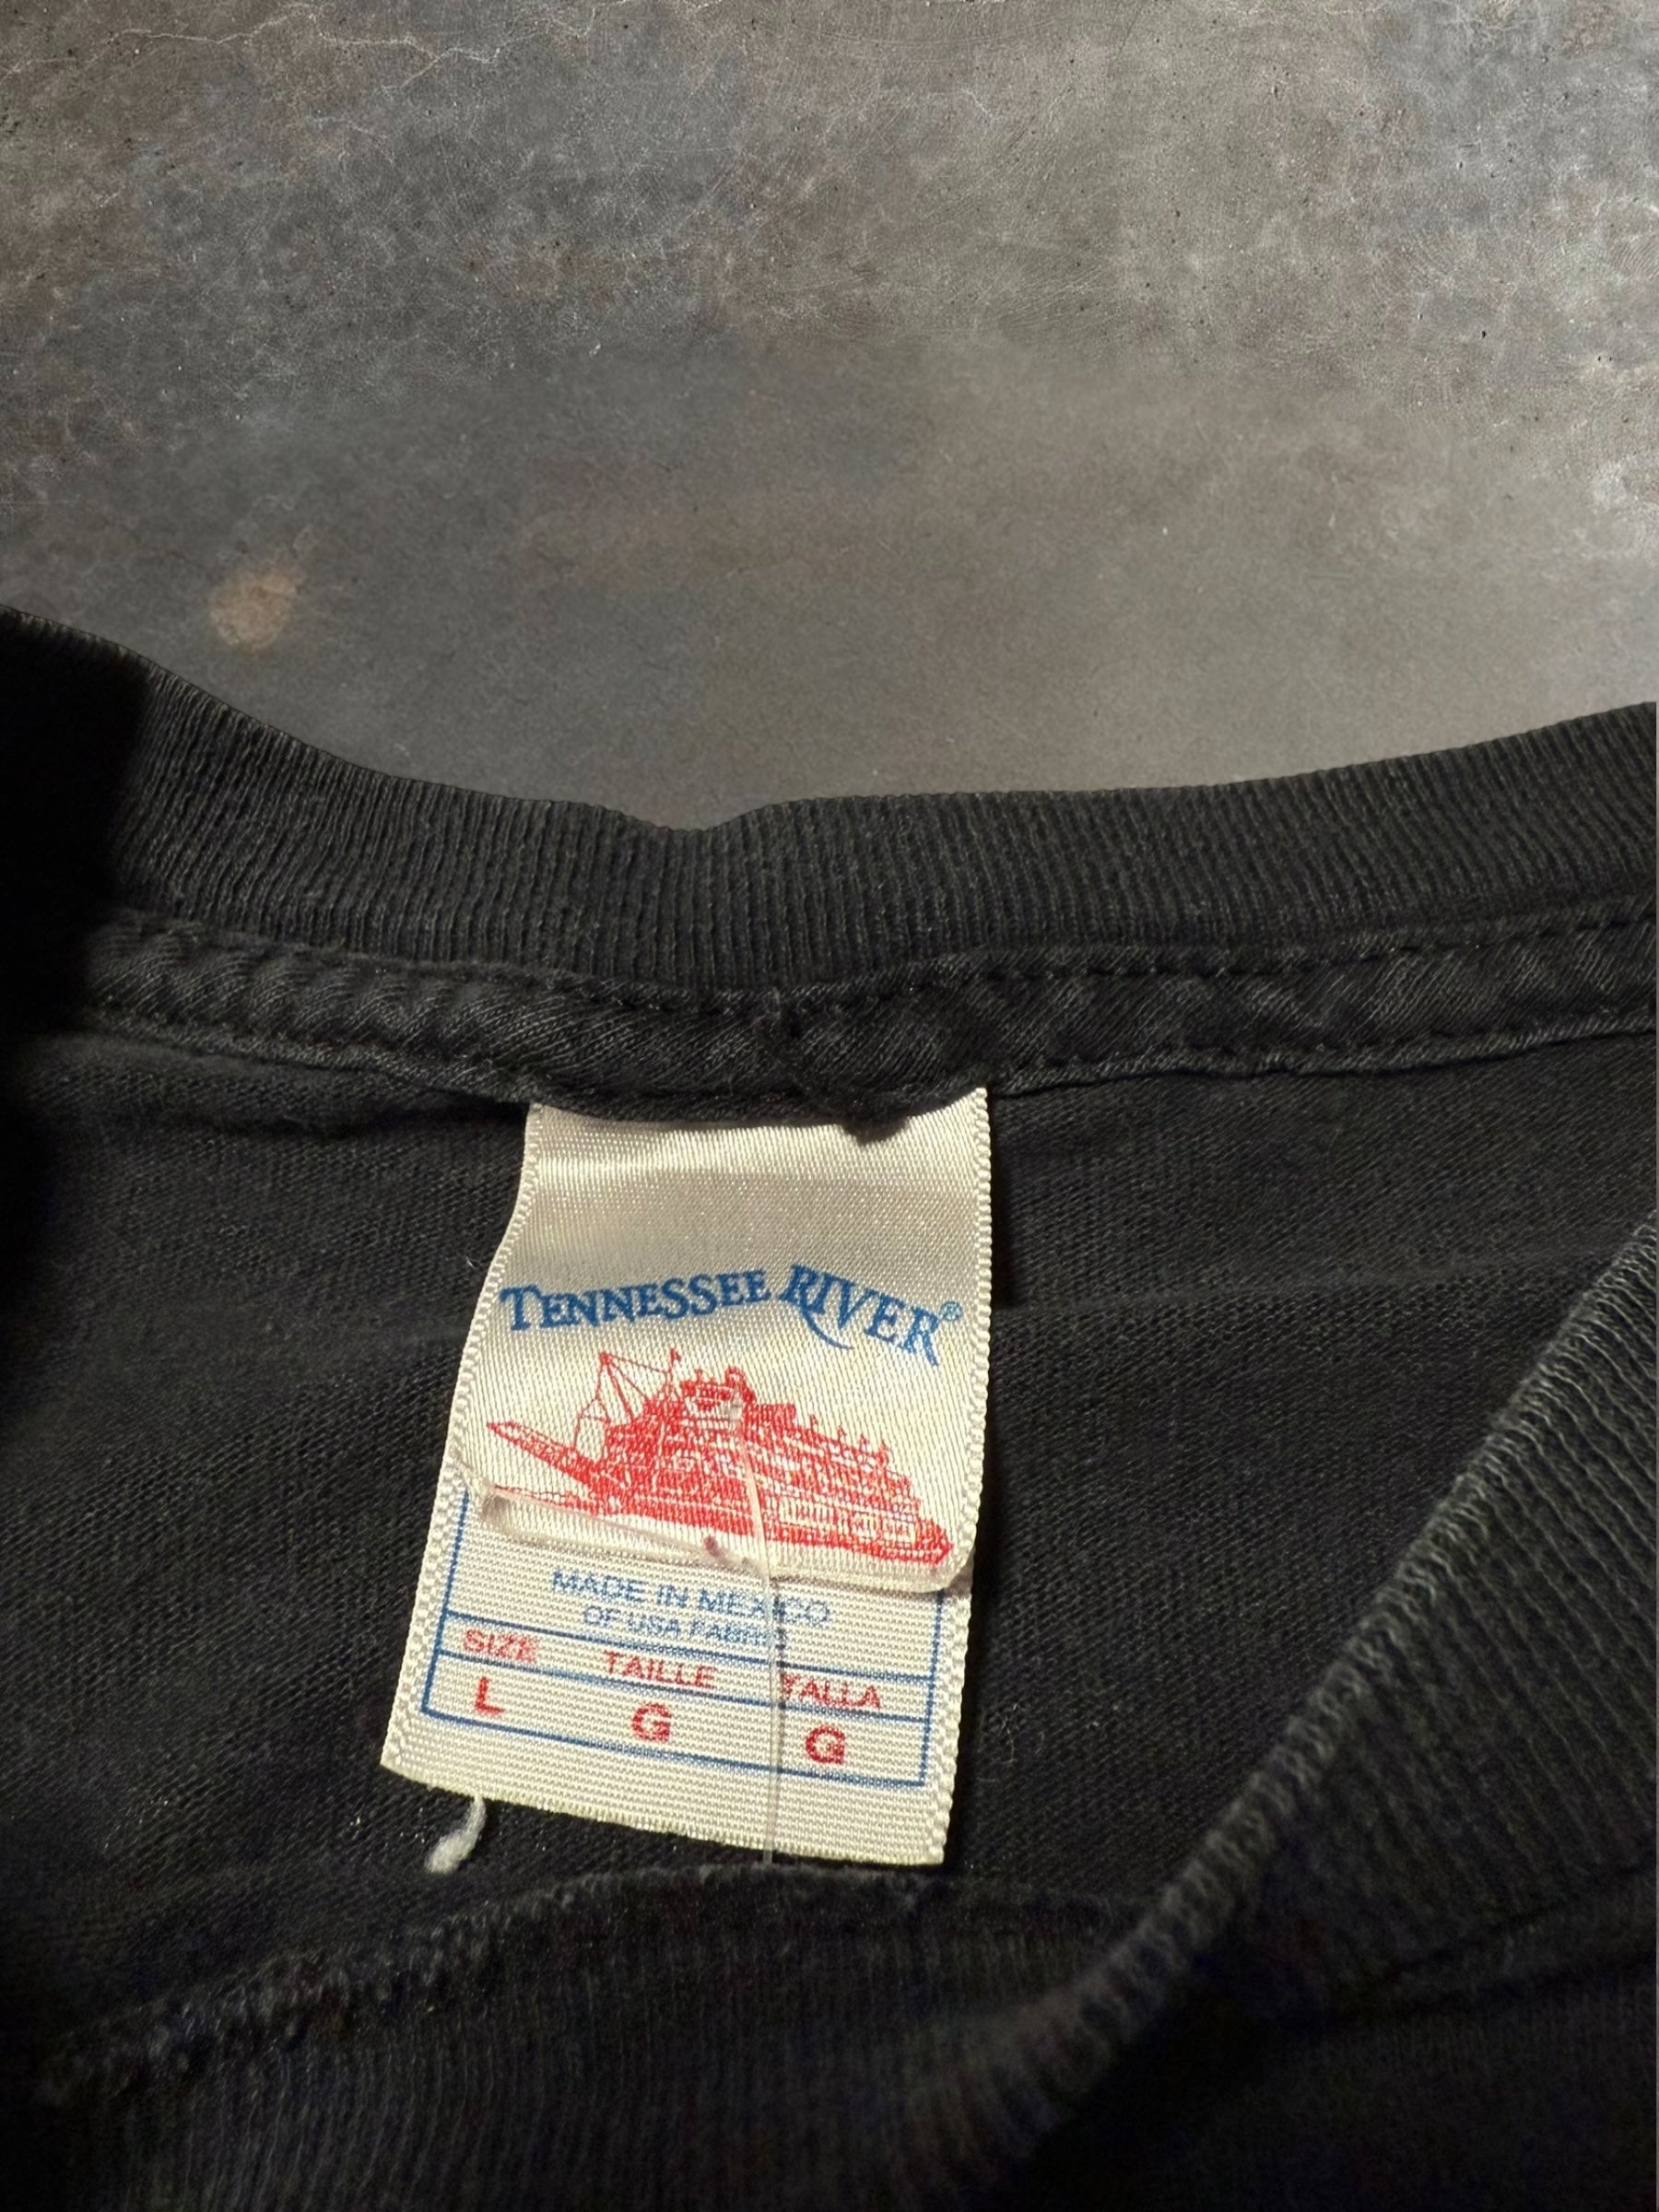 TENNESSEE RIVER®
MADE IN MEXICO
OF USA FABRIC
SIZE TAILLE TALLA
L G G